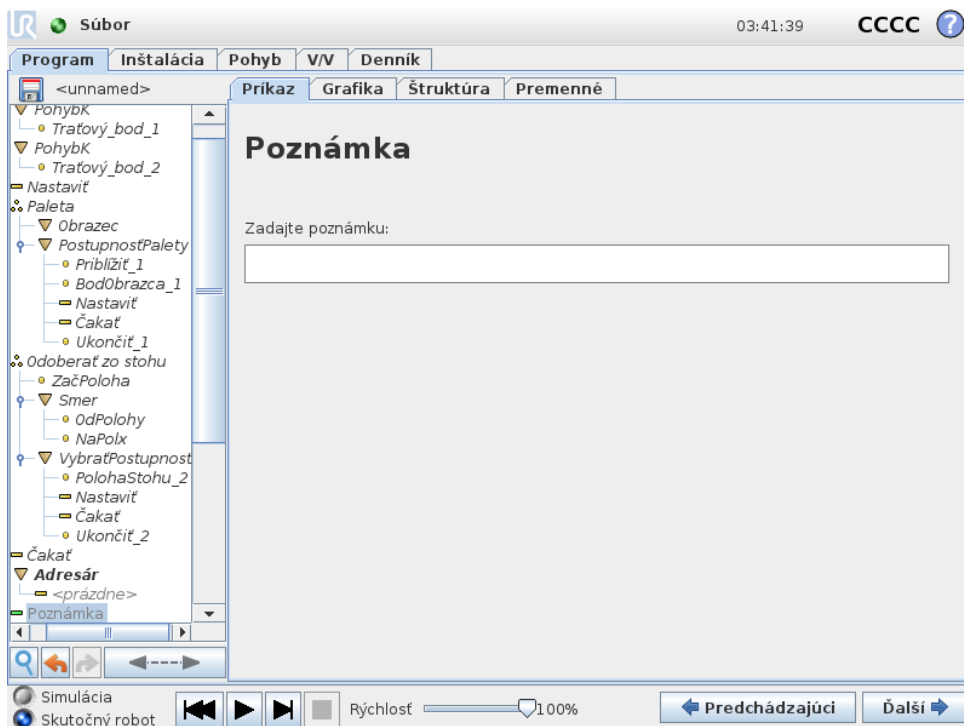 UR Súbor 03:41:39 CCCC ?
Program Inštalácia Pohyb V/V Denník
<unnamed> Príkaz Grafika Štruktúra Premenné
PohybK
Traťový_bod_1
PohybK
Traťový_bod_2
Nastaviť
Paleta
Obrazec
PostupnosťPalety
Priblížiť_1
BodObrazca_1
Nastaviť
Čakať
Ukončiť_1
Odoberať zo stohu
ZačPoloha
Smer
OdPolohy
NaPolx
VybraťPostupnost
PolohaStohu_2
Nastaviť
Čakať
Ukončiť_2
Čakať
Adresár
<prázdne>
Poznámka
Poznámka
Zadajte poznámku:
Simulácia
Skutočný robot
Rýchlosť 100%
Predchádzajúci Ďalší